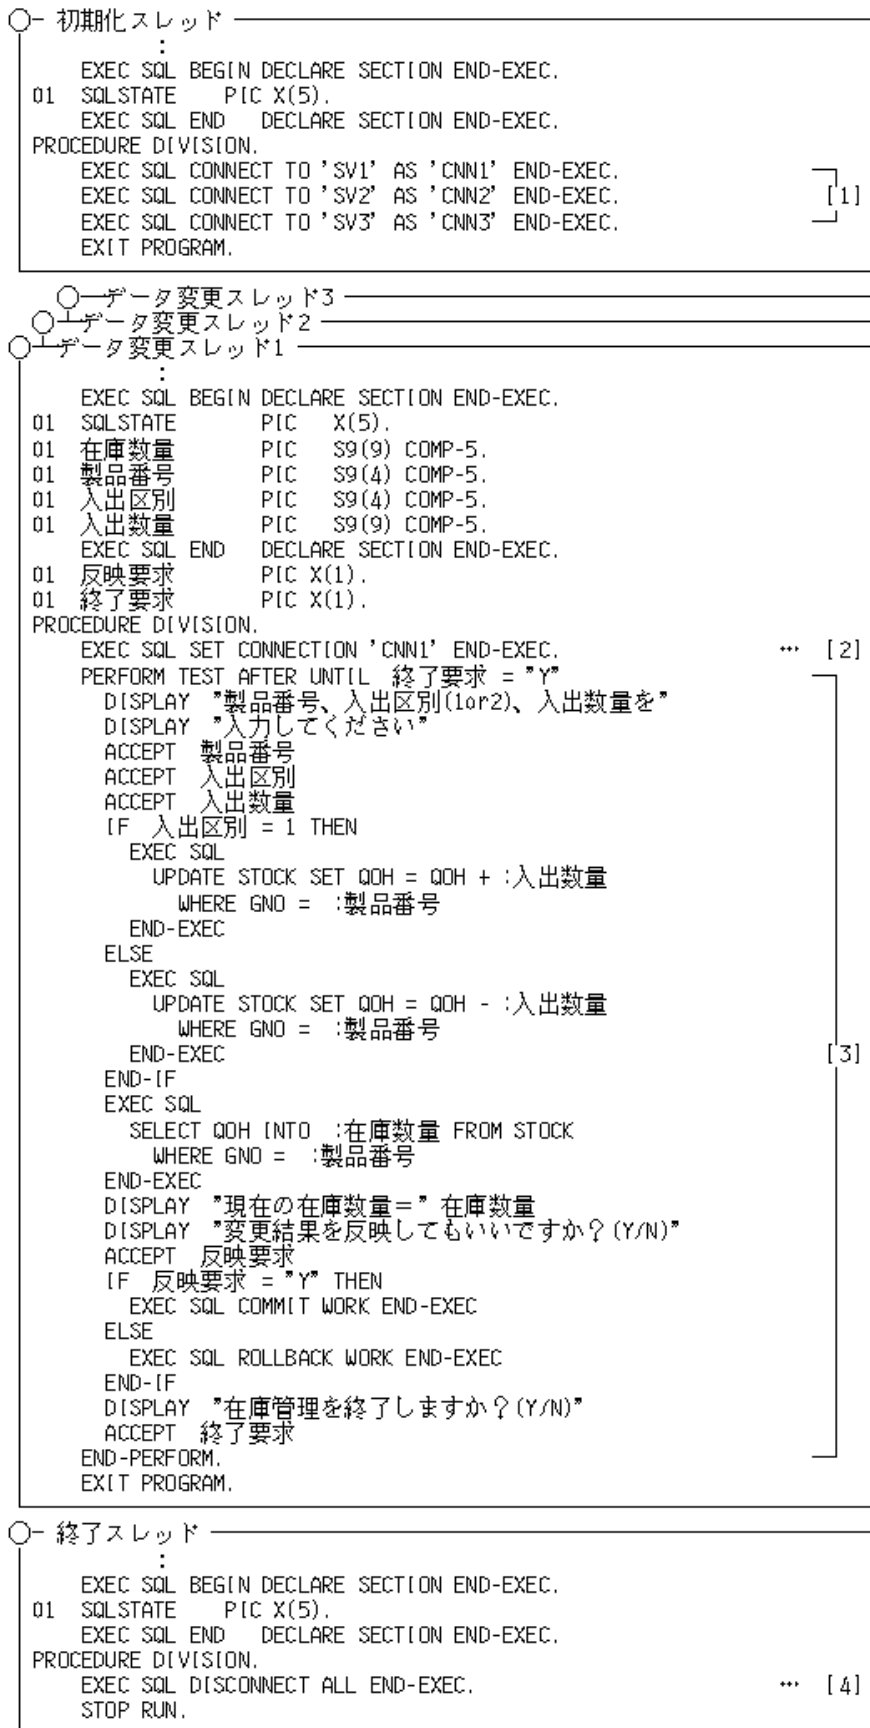 初期化スレッド
:
EXEC SQL BEGIN DECLARE SECTION END-EXEC.
01  SQLSTATE    PIC X(5).
EXEC SQL END   DECLARE SECTION END-EXEC.
PROCEDURE DIVISION.
EXEC SQL CONNECT TO 'SV1' AS 'CNN1' END-EXEC.
EXEC SQL CONNECT TO 'SV2' AS 'CNN2' END-EXEC. [1]
EXEC SQL CONNECT TO 'SV3' AS 'CNN3' END-EXEC.
EXIT PROGRAM.
データ変更スレッド3
データ変更スレッド2
データ変更スレッド1
:
EXEC SQL BEGIN DECLARE SECTION END-EXEC.
01  SQLSTATE       PIC   X(5).
01  在庫数量       PIC   S9(9) COMP-5.
01  製品番号       PIC   S9(4) COMP-5.
01  入出区別       PIC   S9(4) COMP-5.
01  入出数量       PIC   S9(9) COMP-5.
EXEC SQL END   DECLARE SECTION END-EXEC.
01  反映要求       PIC X(1).
01  終了要求       PIC X(1).
PROCEDURE DIVISION.
EXEC SQL SET CONNECTION 'CNN1' END-EXEC. … [2]
PERFORM TEST AFTER UNTIL  終了要求 = "Y"
DISPLAY  "製品番号、入出区別(1or2)、入出数量を"
DISPLAY  "入力してください"
ACCEPT  製品番号
ACCEPT  入出区別
ACCEPT  入出数量
IF  入出区別 = 1 THEN
EXEC SQL
UPDATE STOCK SET QOH = QOH + :入出数量
WHERE GNO =  :製品番号
END-EXEC
ELSE
EXEC SQL
UPDATE STOCK SET QOH = QOH - :入出数量
WHERE GNO =  :製品番号
END-EXEC [3]
END-IF
EXEC SQL
SELECT QOH INTO  :在庫数量 FROM STOCK
WHERE GNO =  :製品番号
END-EXEC
DISPLAY  "現在の在庫数量=" 在庫数量
DISPLAY  "変更結果を反映してもいいですか?(Y/N)"
ACCEPT  反映要求
IF  反映要求 = "Y" THEN
EXEC SQL COMMIT WORK END-EXEC
ELSE
EXEC SQL ROLLBACK WORK END-EXEC
END-IF
DISPLAY  "在庫管理を終了しますか?(Y/N)"
ACCEPT  終了要求
END-PERFORM.
EXIT PROGRAM.
終了スレッド
:
EXEC SQL BEGIN DECLARE SECTION END-EXEC.
01  SQLSTATE    PIC X(5).
EXEC SQL END   DECLARE SECTION END-EXEC.
PROCEDURE DIVISION.
EXEC SQL DISCONNECT ALL END-EXEC. … [4]
STOP RUN.